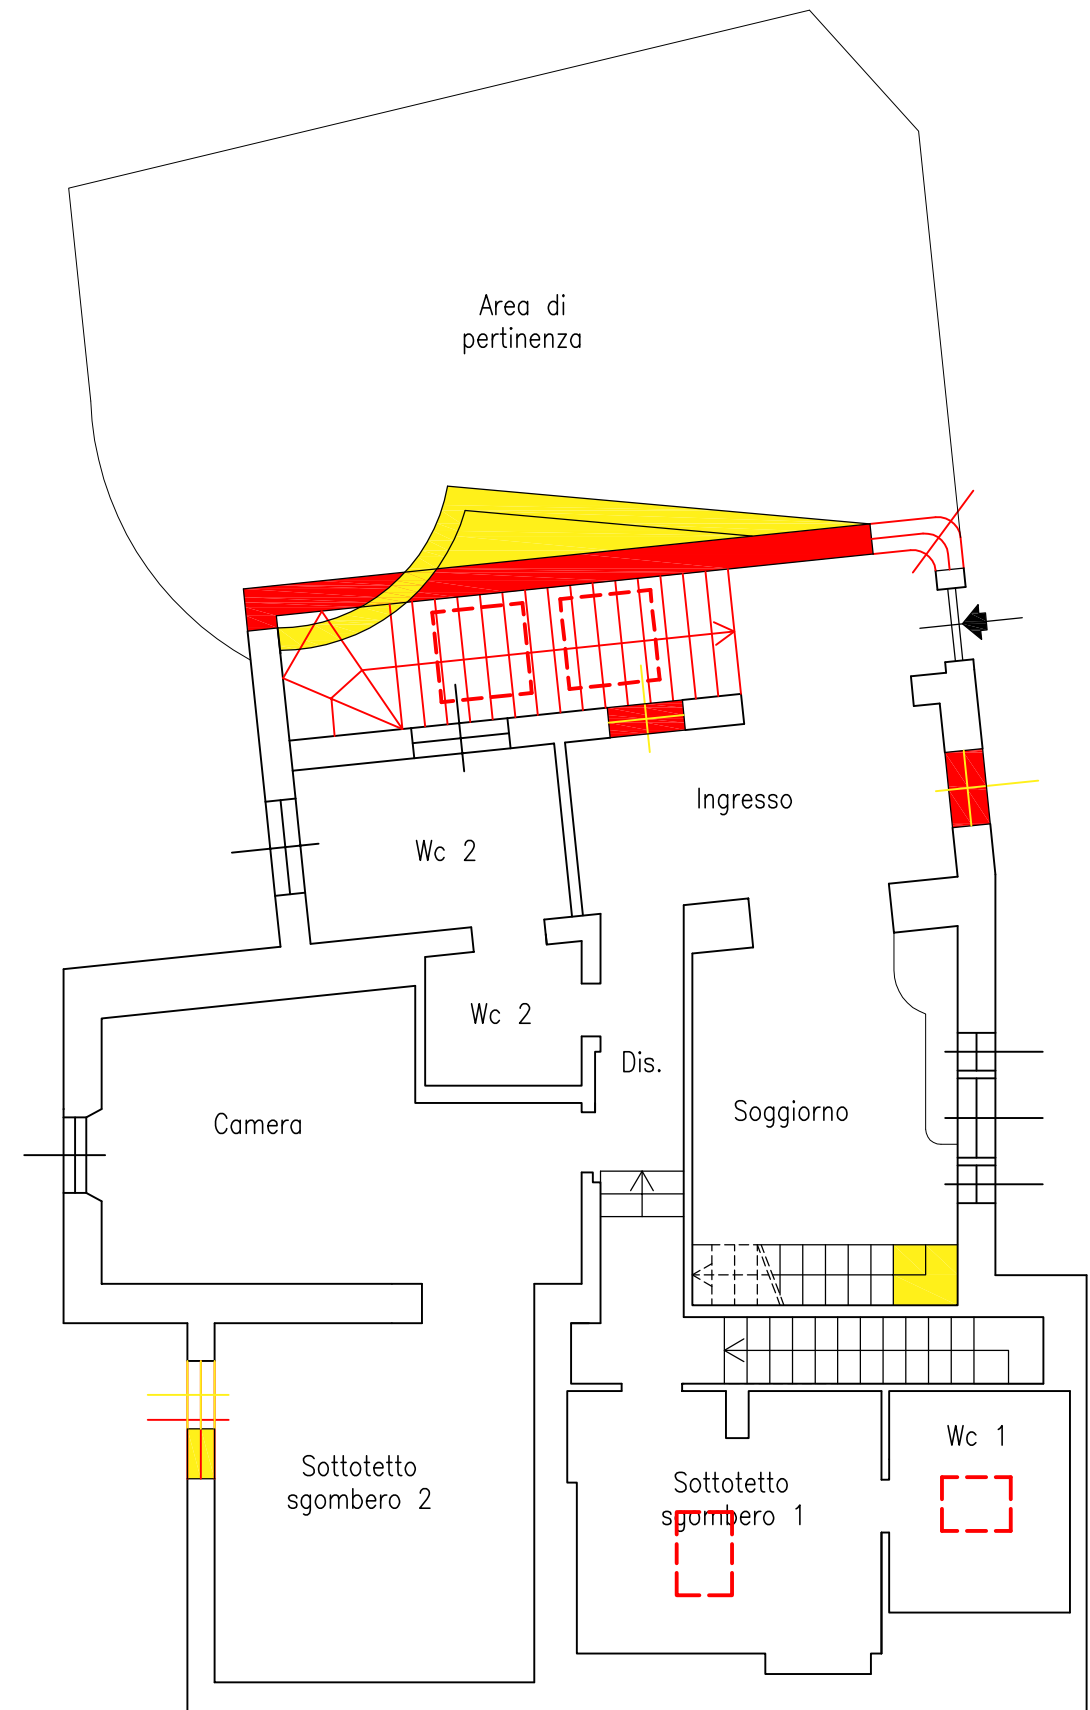 Area di
pertinenza
Ingresso
Wc 2
Wc 2
Dis.
Camera
Soggiorno
Wc 1
Sottotetto
sgombero 2
Sottotetto
sgombero 1